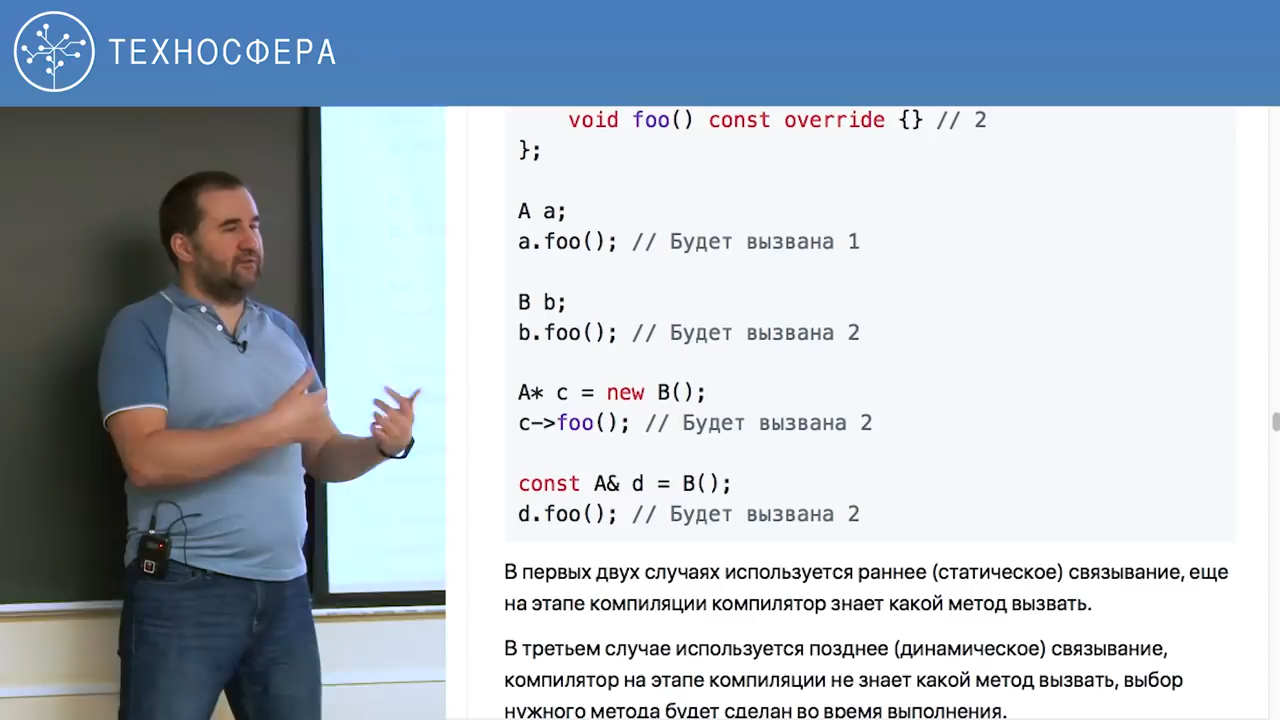 ТЕХНОСФЕРА
void foo() const override {} // 2
};
A a;
a.foo(); // Будет вызвана 1
B b;
b.foo(); // Будет вызвана 2
A* c = new B();
c->foo(); // Будет вызвана 2
const A& d = B();
d.foo(); // Будет вызвана 2
В первых двух случаях используется раннее (статическое) связывание, еще
на этапе компиляции компилятор знает какой метод вызвать.
В третьем случае используется позднее (динамическое) связывание,
компилятор на этапе компиляции не знает какой метод вызвать, выбор
нужного метода будет сделан во время выполнения.